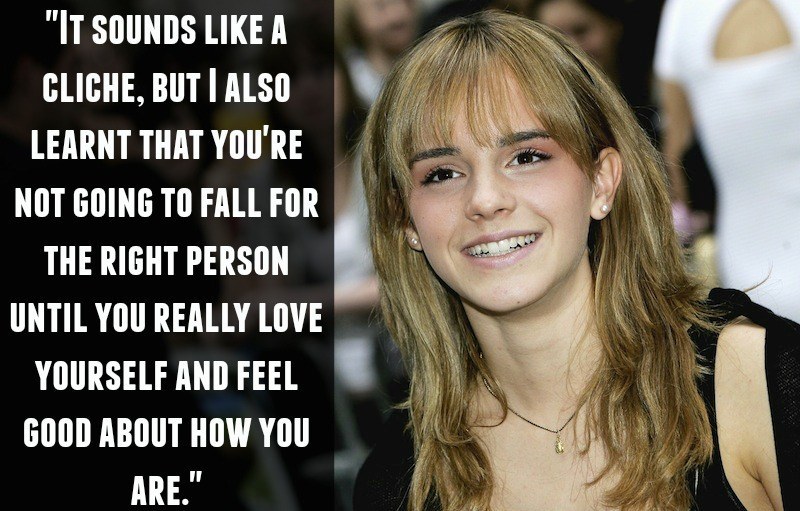 "It sounds like a
cliche, but I also
learnt that you're
not going to fall for
the right person
until you really love
yourself and feel
good about how you
are."